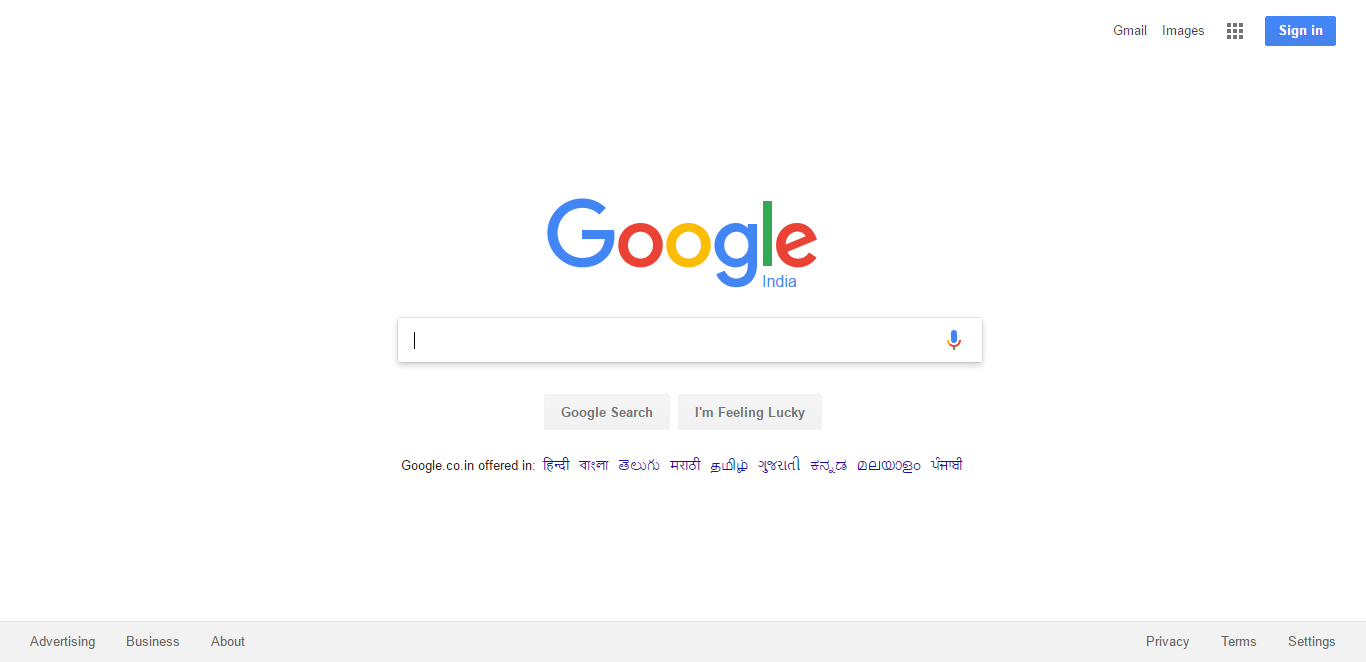 Gmail Images Sign in
Google
India
Google Search I'm Feeling Lucky
Google.co.in offered in: हिन्दी বাংলা తెలుగు मराठी தமிழ் ગુજરાતી ಕನ್ನಡ മലയാളം ਪੰਜਾਬੀ
Advertising Business About Privacy Terms Settings